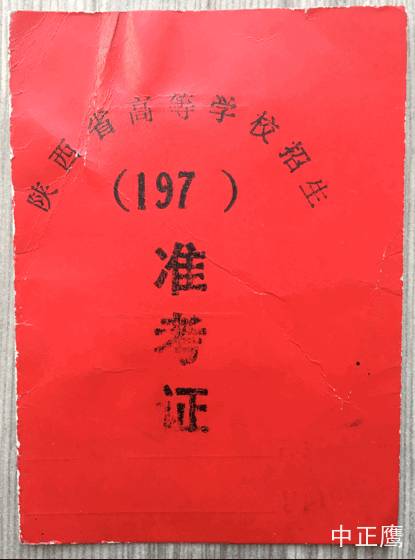 陕西省高等学校招生
（197 ）
准
考
证
中正鹰